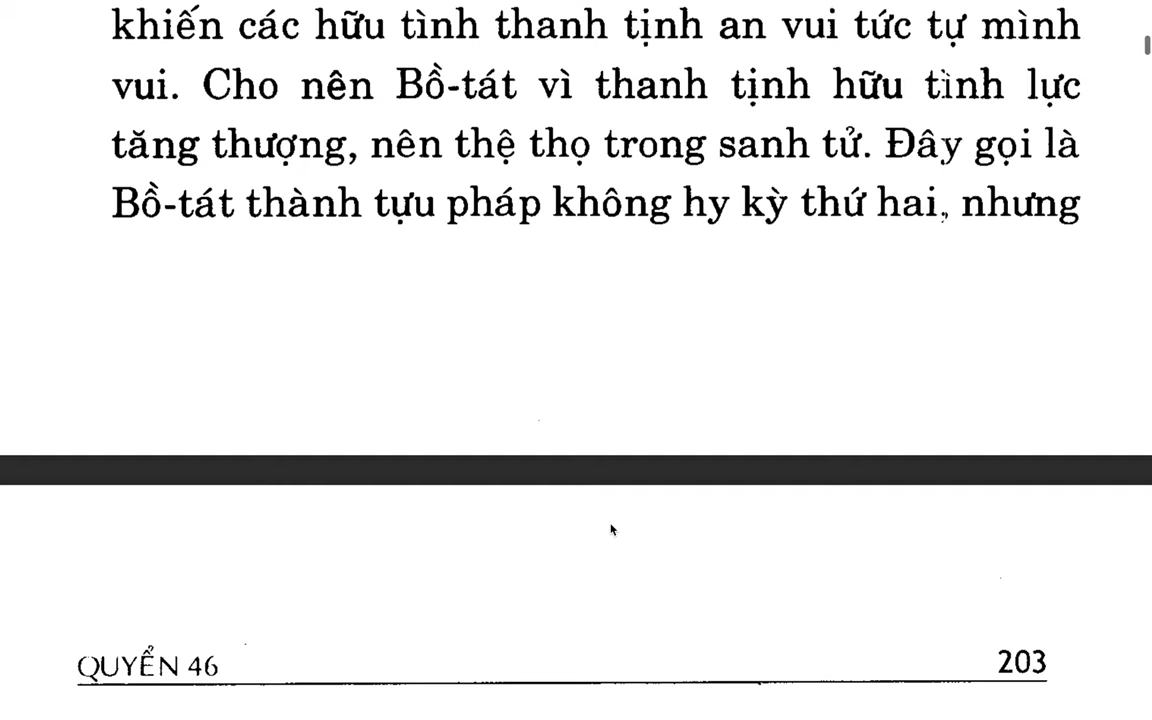 khiến các hữu tình thanh tịnh an vui tức tự mình
vui. Cho nên Bồ-tát vì thanh tịnh hữu tình lực
tăng thượng, nên thệ thọ trong sanh tử. Đây gọi là
Bồ-tát thành tựu pháp không hy kỳ thứ hai, nhưng
QUYỂN 46
203